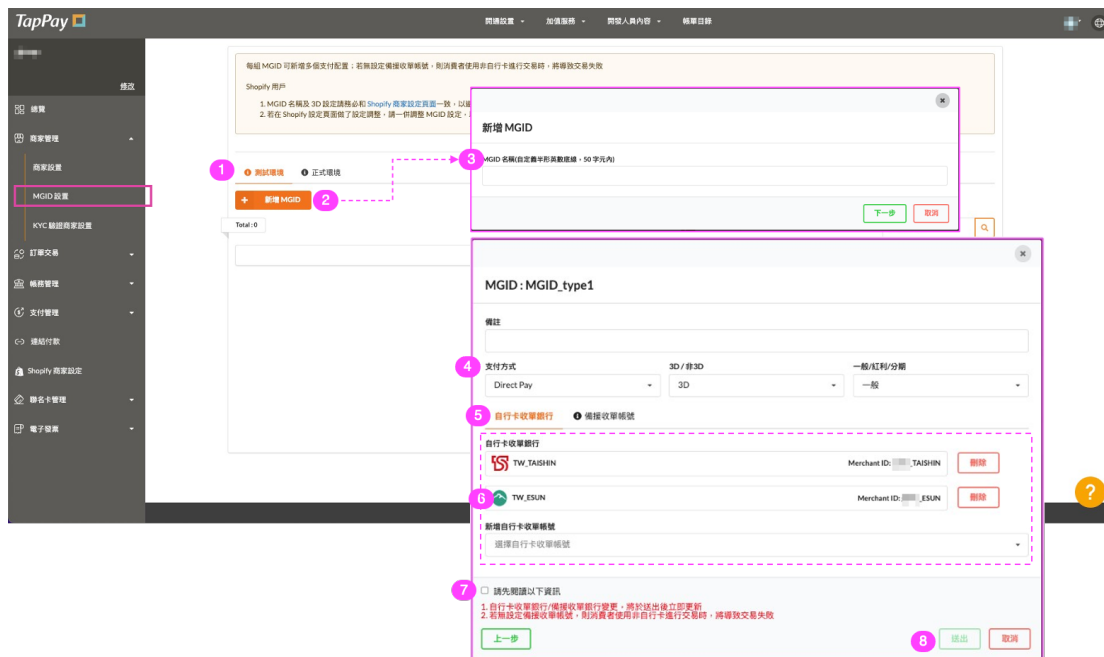 TapPay
開通設置
加值服務
開發人員內容
帳單目錄
修改
總覽
商家管理
商家設置
MGID 設置
KYC 驗證商家設置
訂單交易
帳務管理
支付管理
連結付款
Shopify 商家設定
聯名卡管理
電子發票
每組 MGID 可新增多個支付配置；若無設定備援收單帳號，則消費者使用非自行卡進行交易時，將導致交易失敗
Shopify 用戶
1. MGID 名稱及 3D 設定請務必和 Shopify 商家設定頁面一致，以
2. 若在 Shopify 設定頁面做了設定調整，請一併調整 MGID 設定，
1
測試環境
正式環境
+ 新增 MGID
2
Total : 0
新增 MGID
3
MGID 名稱(自定義半形英數底線，50 字元內)
下一步
取消
MGID : MGID_type1
備註
4
支付方式
3D / 非3D
一般/紅利/分期
Direct Pay
3D
一般
5
自行卡收單銀行
備援收單帳號
自行卡收單銀行
TW_TAISHIN
Merchant ID:
_TAISHIN
刪除
6
TW_ESUN
Merchant ID:
_ESUN
刪除
新增自行卡收單帳號
選擇自行卡收單帳號
7
請先閱讀以下資訊
1. 自行卡收單銀行/備援收單銀行變更，將於送出後立即更新
2. 若無設定備援收單帳號，則消費者使用非自行卡進行交易時，將導致交易失敗
上一步
8
送出
取消
?